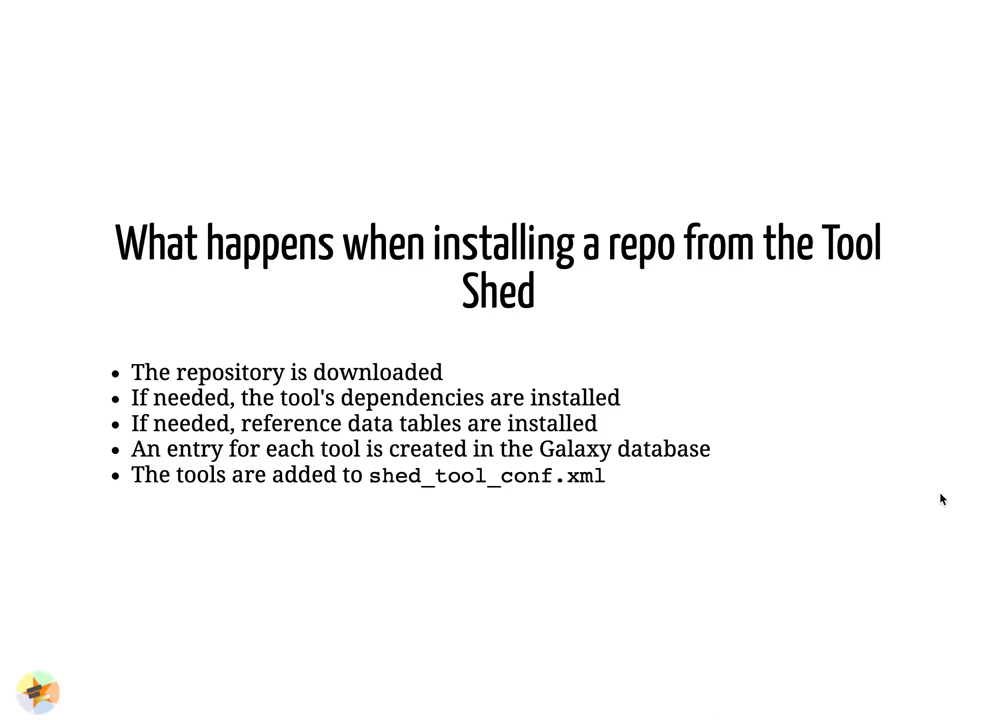 What happens when installing a repo from the Tool
Shed
• The repository is downloaded
• If needed, the tool's dependencies are installed
• If needed, reference data tables are installed
• An entry for each tool is created in the Galaxy database
• The tools are added to shed_tool_conf.xml